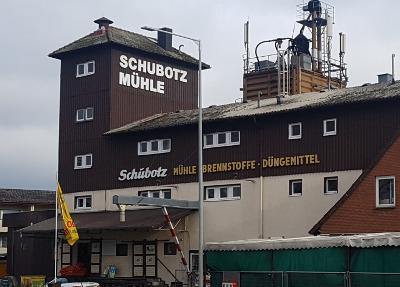 SCHUBOTZ
MÜHLE
Schubotz MÜHLE · BRENNSTOFFE · DÜNGEMITTEL